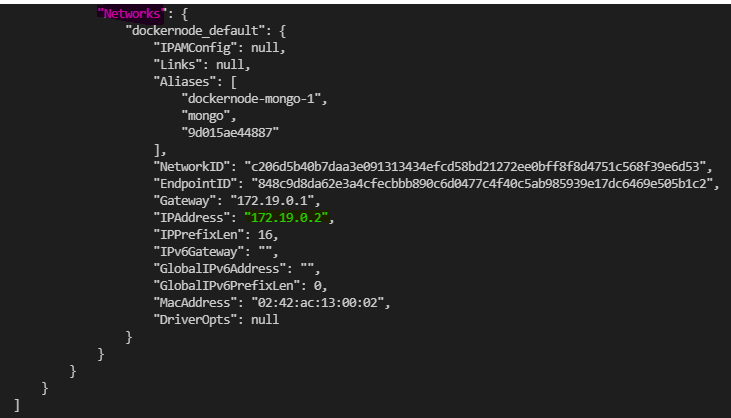 "Networks": {
"dockernode_default": {
"IPAMConfig": null,
"Links": null,
"Aliases": [
"dockernode-mongo-1",
"mongo",
"9d015ae44887"
],
"NetworkID": "c206d5b40b7daa3e091313434efcd58bd21272ee0bff8f8d4751c568f39e6d53",
"EndpointID": "848c9d8da62e3a4cfecbbb890c6d0477c4f40c5ab985939e17dc6469e505b1c2",
"Gateway": "172.19.0.1",
"IPAddress": "172.19.0.2",
"IPPrefixLen": 16,
"IPv6Gateway": "",
"GlobalIPv6Address": "",
"GlobalIPv6PrefixLen": 0,
"MacAddress": "02:42:ac:13:00:02",
"DriverOpts": null
}
}
}
}
]